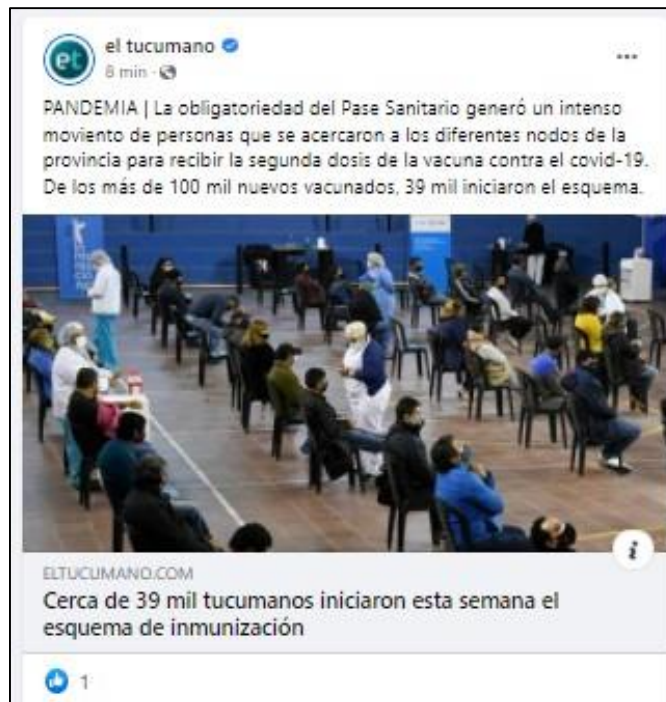 el tucumano
8 min ·
PANDEMIA | La obligatoriedad del Pase Sanitario generó un intenso
moviento de personas que se acercaron a los diferentes nodos de la
provincia para recibir la segunda dosis de la vacuna contra el covid-19.
De los más de 100 mil nuevos vacunados, 39 mil iniciaron el esquema.
ELTUCUMANO.COM
Cerca de 39 mil tucumanos iniciaron esta semana el
esquema de inmunización
1